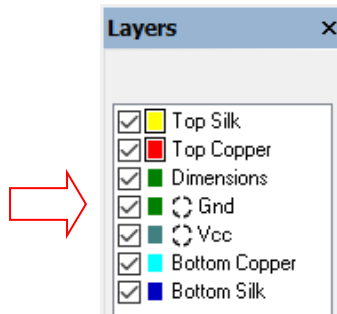 Layers
Top Silk
Top Copper
Dimensions
Gnd
Vcc
Bottom Copper
Bottom Silk